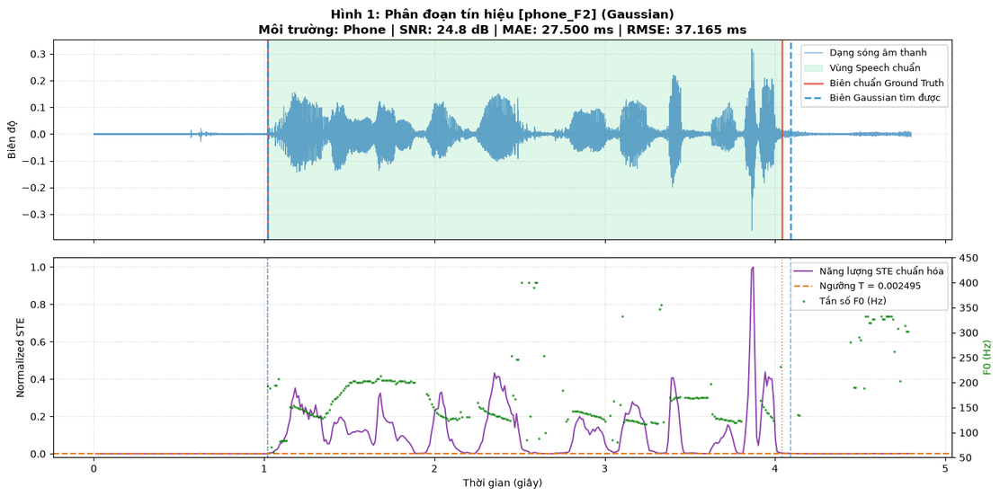 Hình 1: Phân đoạn tín hiệu [phone_F2] (Gaussian)
Môi trường: Phone | SNR: 24.8 dB | MAE: 27.500 ms | RMSE: 37.165 ms
Biên độ
0.3
0.2
0.1
0.0
−0.1
−0.2
−0.3
Dạng sóng âm thanh
Vùng Speech chuẩn
Biên chuẩn Ground Truth
Biên Gaussian tìm được
Normalized STE
1.0
0.8
0.6
0.4
0.2
0.0
Năng lượng STE chuẩn hóa
Ngưỡng T = 0.002495
Tần số F0 (Hz)
450
400
350
300
250
200
150
100
50
F0 (Hz)
0 1 2 3 4 5
Thời gian (giây)